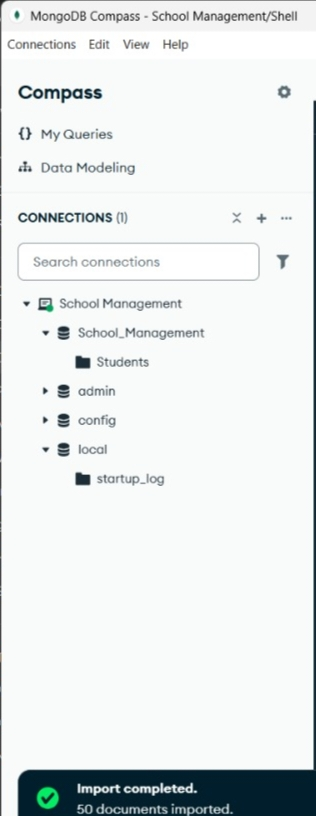 MongoDB Compass - School Management/Shell
Connections Edit View Help
Compass
{} My Queries
Data Modeling
CONNECTIONS (1)
Search connections
School Management
School_Management
Students
admin
config
local
startup_log
Import completed.
50 documents imported.